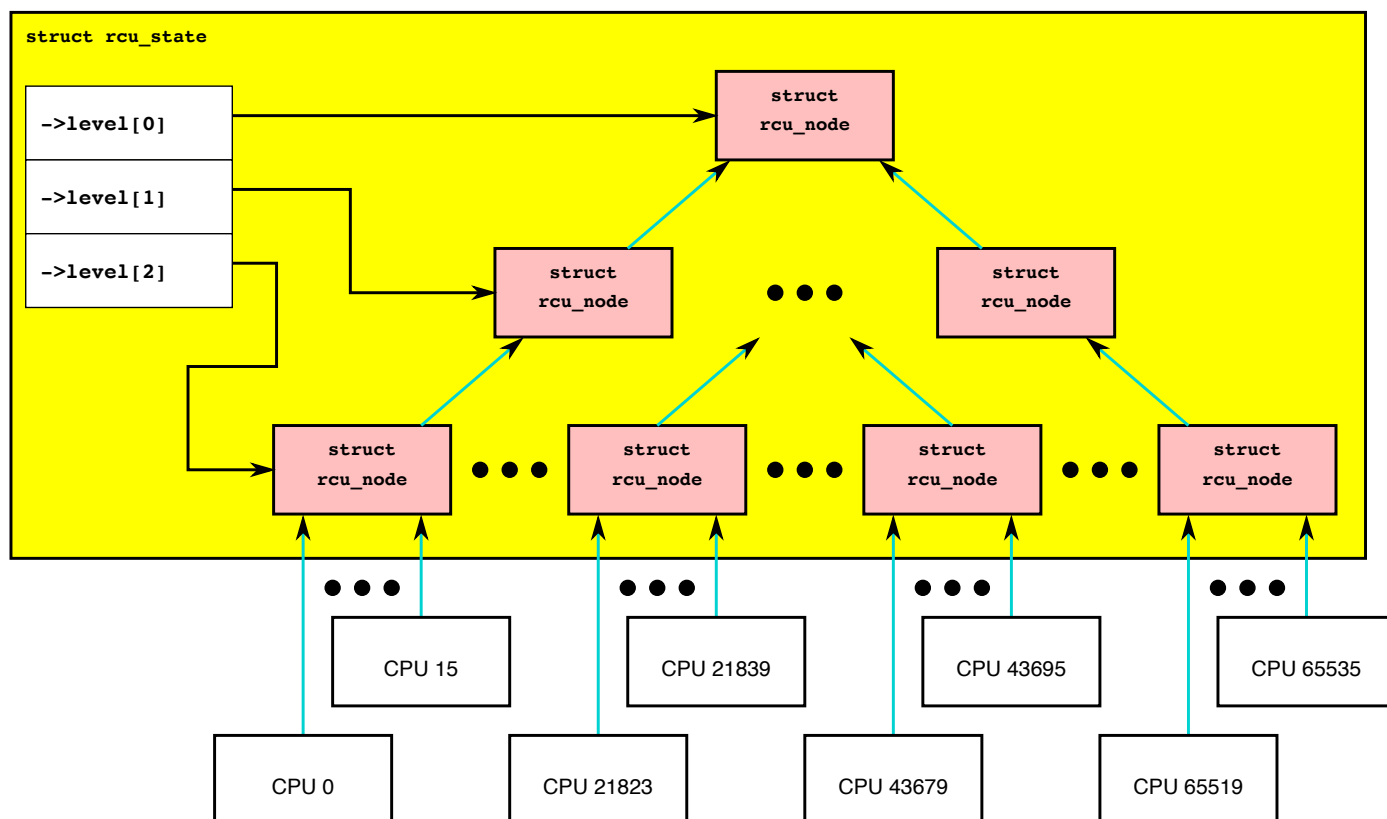 struct rcu_state
->level[0]
->level[1]
->level[2]
struct
rcu_node
struct
rcu_node
struct
rcu_node
struct
rcu_node
struct
rcu_node
struct
rcu_node
struct
rcu_node
CPU 15
CPU 21839
CPU 43695
CPU 65535
CPU 0
CPU 21823
CPU 43679
CPU 65519